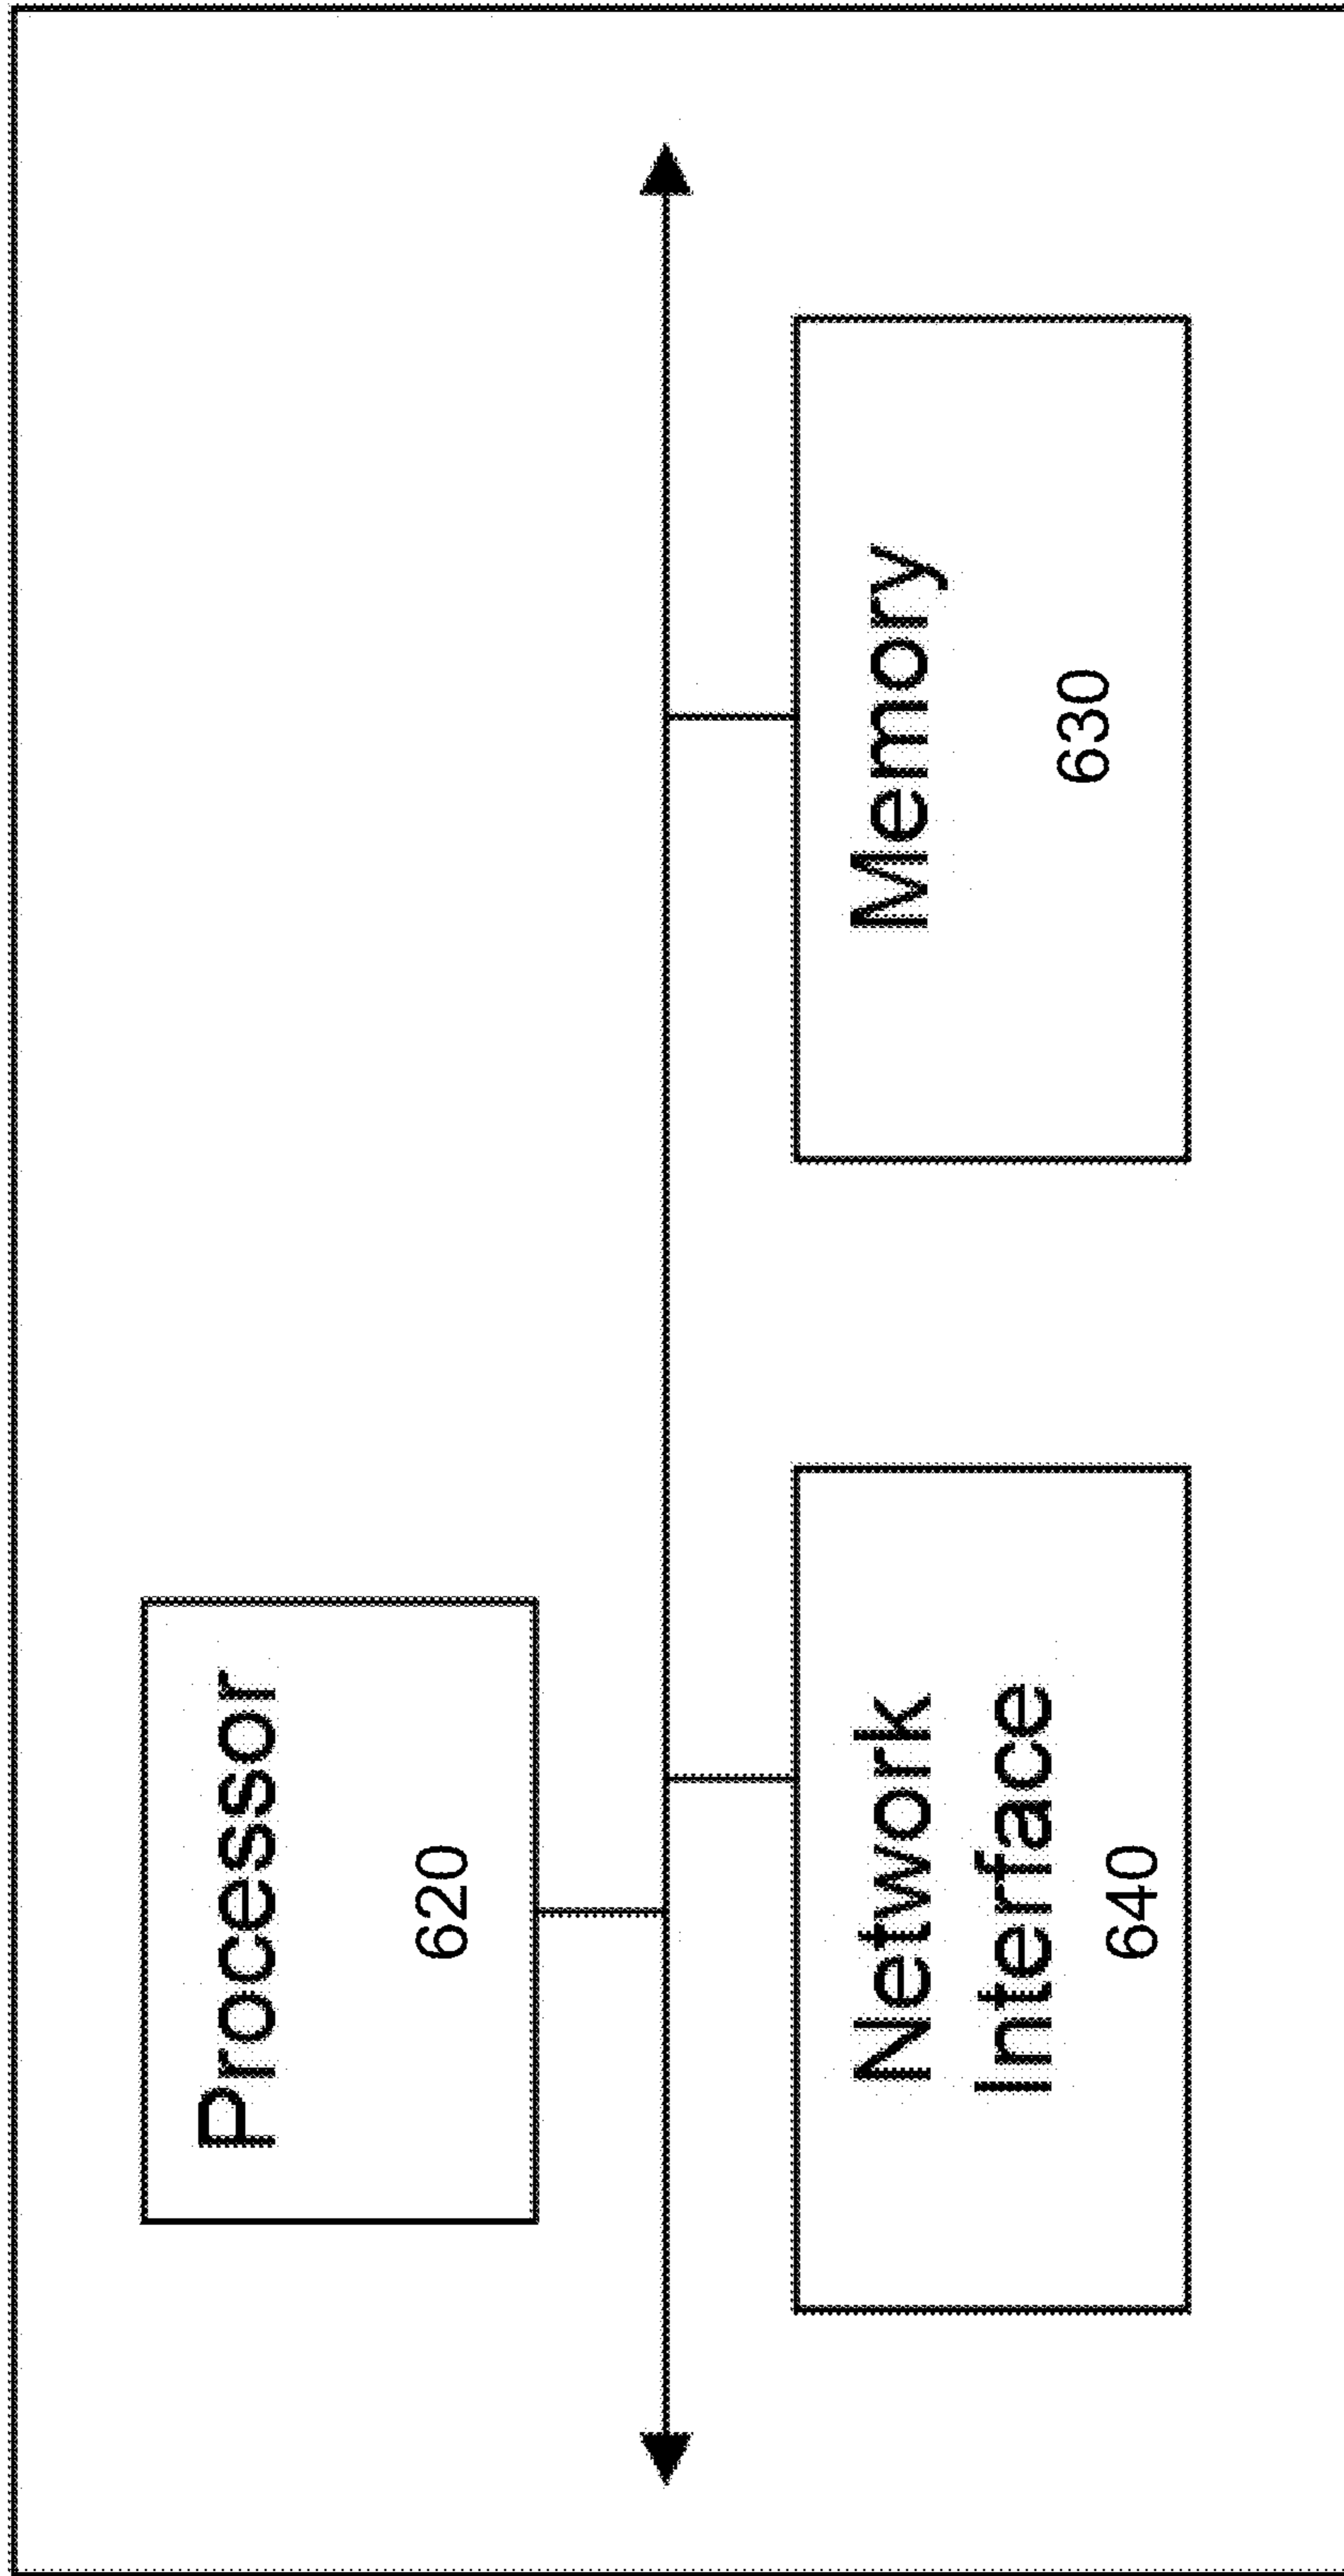 Processor
620
Network
Interface
640
Memory
630